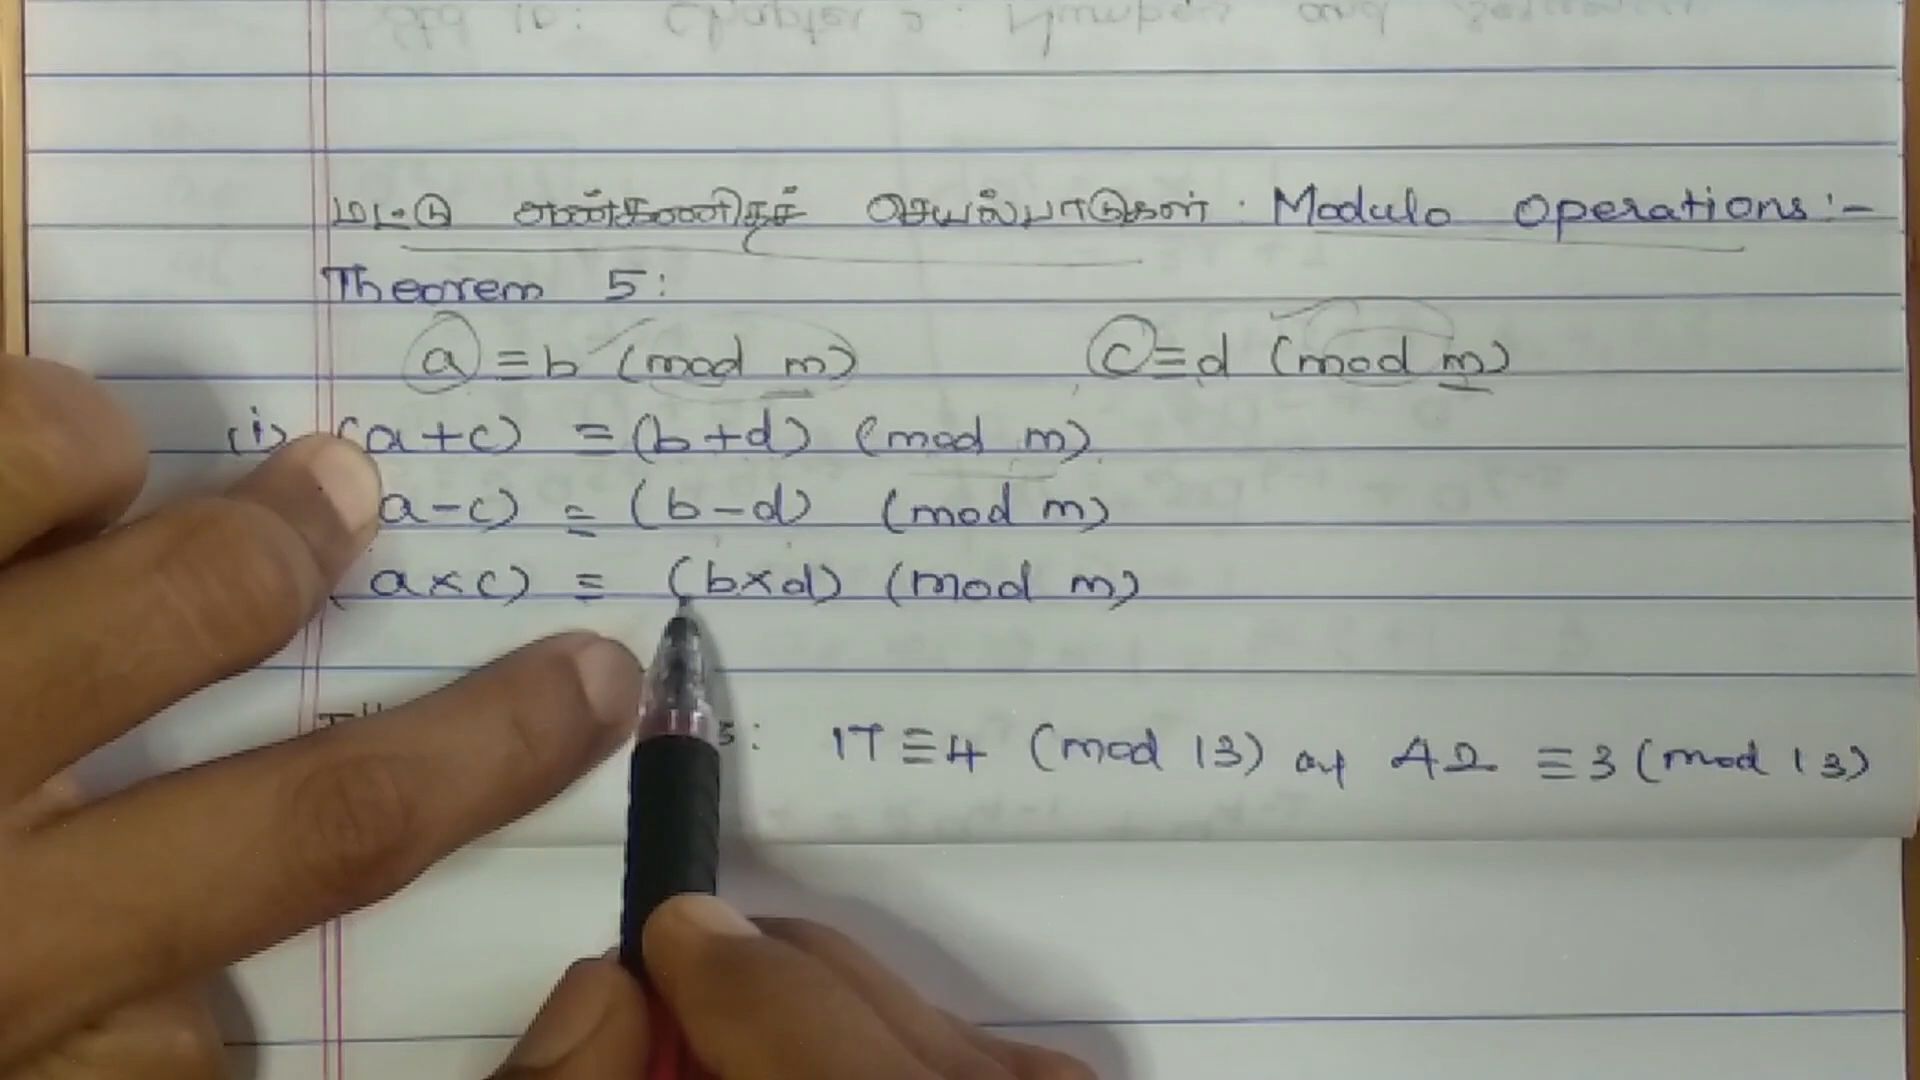 மட்டு எண்கணிதச் செயல்பாடுகள். Modulo Operations:-
Theorem 5:
a ≡ b (mod m) c ≡ d (mod m)
(i) (a+c) ≡ (b+d) (mod m)
a-c) ≡ (b-d) (mod m)
(a×c) ≡ (b×d) (mod m)
5: 17 ≡ 4 (mod 13) and 42 ≡ 3 (mod 13)